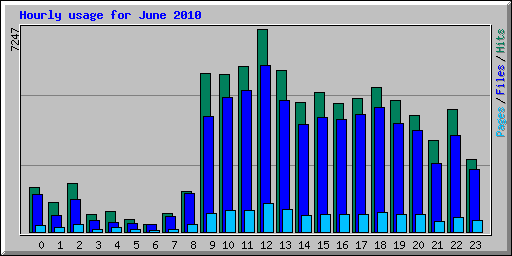 Hourly usage for June 2010
7247
Pages/Files/Hits
0 1 2 3 4 5 6 7 8 9 10 11 12 13 14 15 16 17 18 19 20 21 22 23